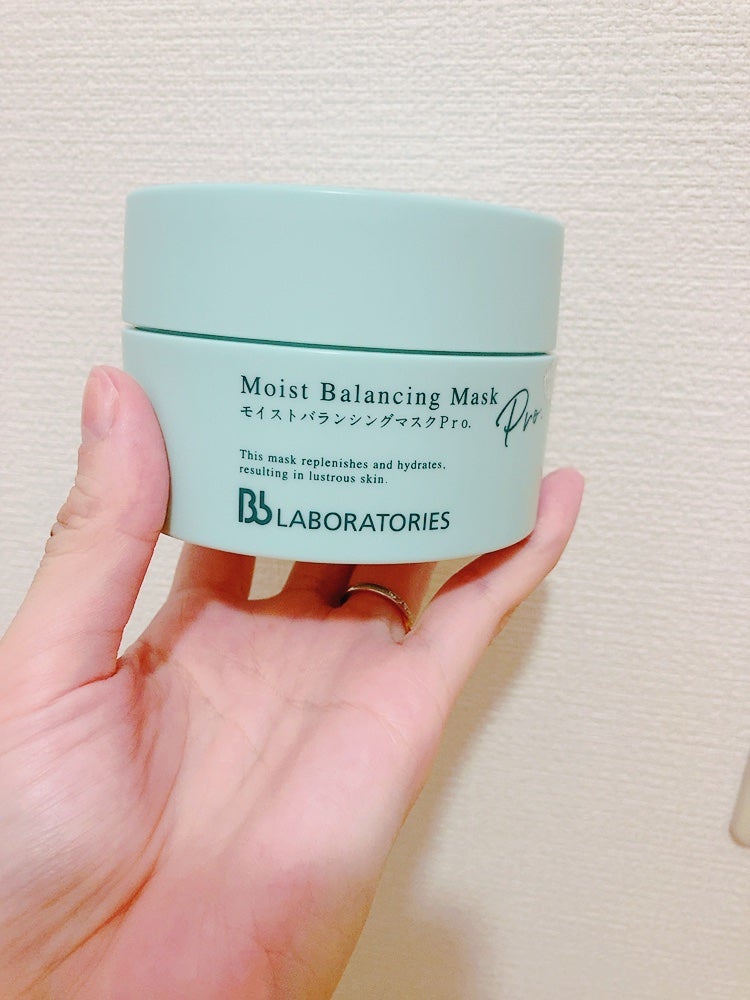 Moist Balancing Mask
モイストバランシングマスクPro.
Pro.
This mask replenishes and hydrates,
resulting in lustrous skin.
Bb LABORATORIES